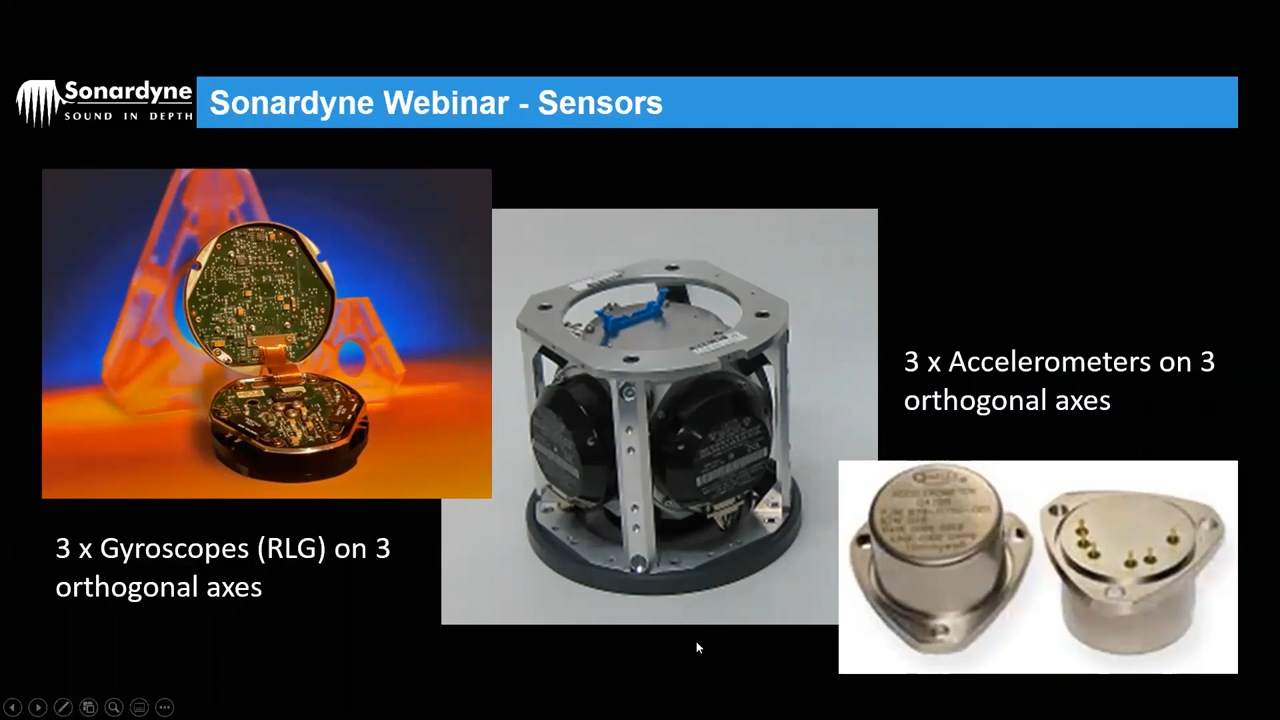 Sonardyne
SOUND IN DEPTH
Sonardyne Webinar - Sensors
3 x Gyroscopes (RLG) on 3
orthogonal axes
3 x Accelerometers on 3
orthogonal axes
ACCELEROMETER